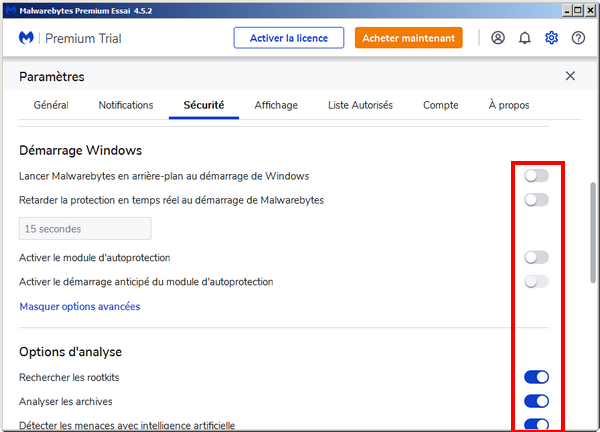 Malwarebytes Premium Essai 4.5.2
Premium Trial
Activer la licence
Acheter maintenant
Paramètres
Général Notifications Sécurité Affichage Liste Autorisés Compte À propos
Démarrage Windows
Lancer Malwarebytes en arrière-plan au démarrage de Windows
Retarder la protection en temps réel au démarrage de Malwarebytes
15 secondes
Activer le module d'autoprotection
Activer le démarrage anticipé du module d'autoprotection
Masquer options avancées
Options d'analyse
Rechercher les rootkits
Analyser les archives
Détecter les menaces avec intelligence artificielle